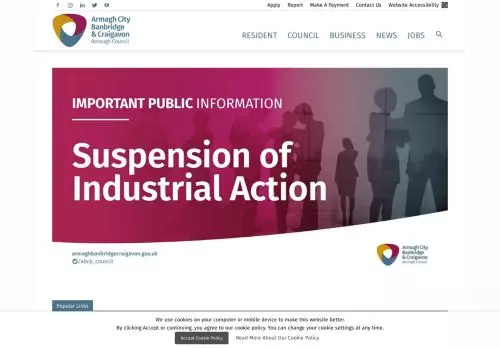 Apply Report Make A Payment Contact Us Website Accessibility
Armagh City
Banbridge
& Craigavon
Borough Council
RESIDENT COUNCIL BUSINESS NEWS JOBS
IMPORTANT PUBLIC INFORMATION
Suspension of
Industrial Action
armaghbanbridgecraigavon.gov.uk
/abcb_council
Armagh City
Banbridge
& Craigavon
Borough Council
Popular Links
We use cookies on your computer or mobile device to make this website better.
By clicking Accept or continuing, you agree to our cookie policy. You can change your cookie settings at any time.
Accept Cookie Policy Read More About Our Cookie Policy